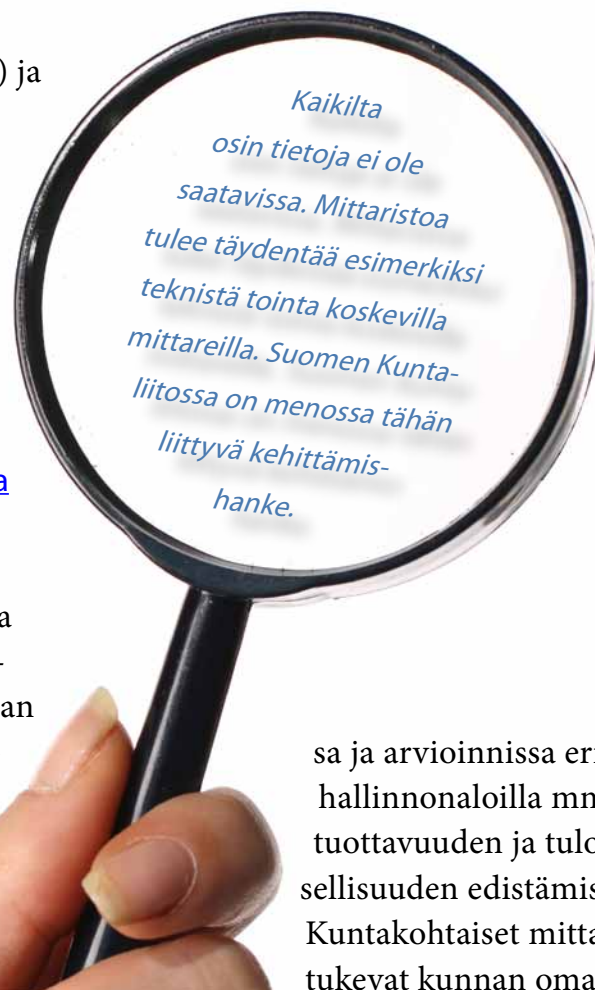 ) ja
Kaikilta
osin tietoja ei ole
saatavissa. Mittaristoa
tulee täydentää esimerkiksi
teknistä tointa koskevilla
mittareilla. Suomen Kunta-
liitossa on menossa tähän
liittyvä kehittämis-
hanke.
a
a
-
an
sa ja arvioinnissa eri
hallinnonaloilla mm
tuottavuuden ja tulo
sellisuuden edistämis
Kuntakohtaiset mitta
tukevat kunnan oma